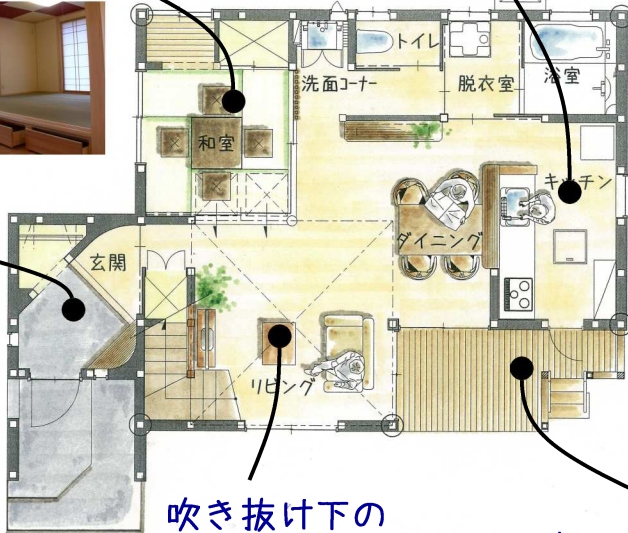 トイレ
洗面コーナー
脱衣室
浴室
和室
キッチン
ダイニング
玄関
リビング
吹き抜け下の